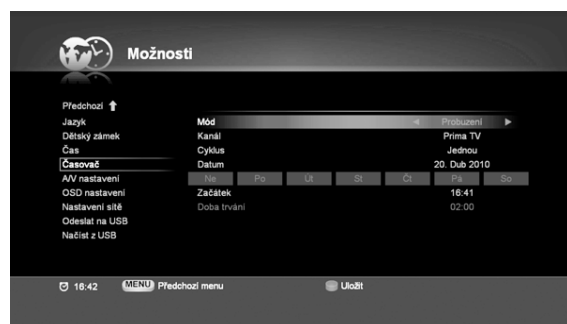 Možnosti
Předchozí
Jazyk
Dětský zámek
Čas
Časovač
A/V nastavení
OSD nastavení
Nastavení sítě
Odeslat na USB
Načíst z USB
Mód Probuzení
Kanál Prima TV
Cyklus Jednou
Datum 20. Dub 2010
Ne Po Út St Čt Pá So
Začátek 16:41
Doba trvání 02:00
16:42 MENU Předchozí menu Uložit